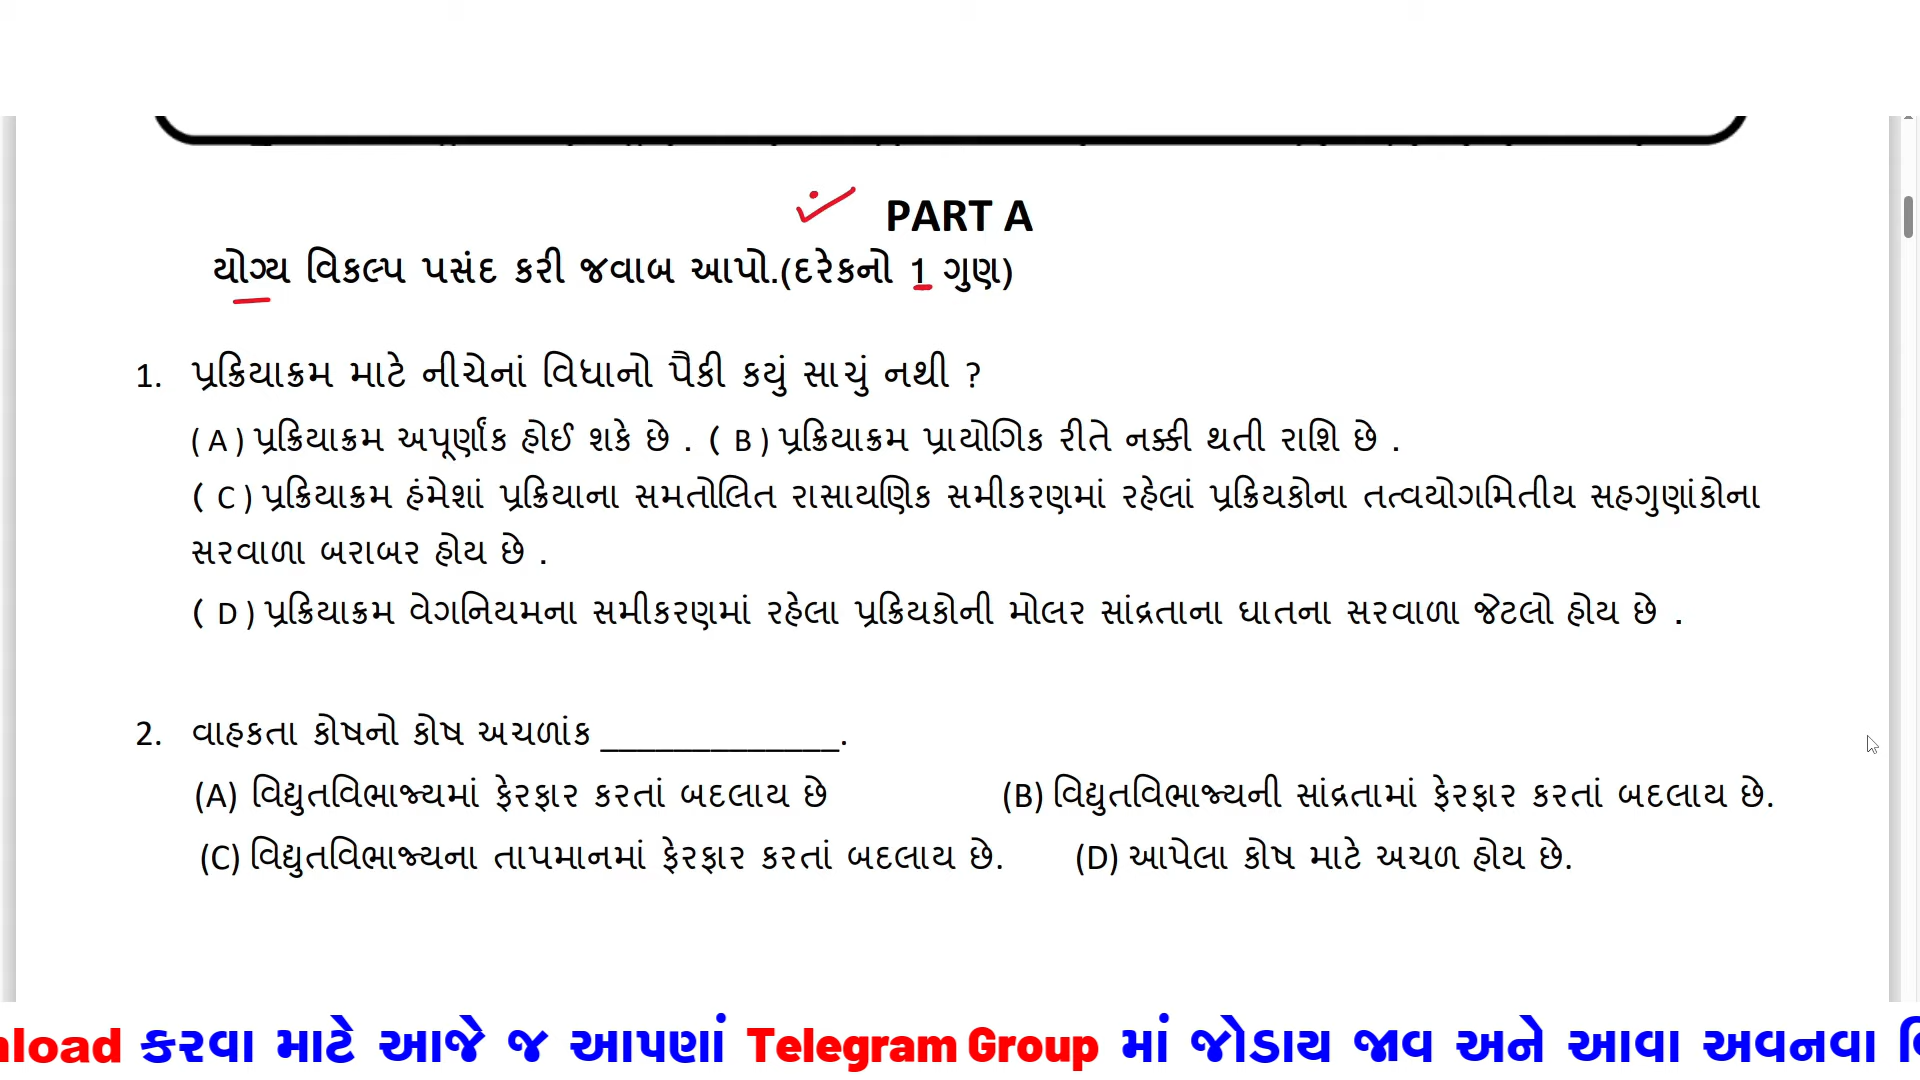 PART A
યોગ્ય વિકલ્પ પસંદ કરી જવાબ આપો.(દરેકનો 1 ગુણ)
1. પ્રક્રિયાક્રમ માટે નીચેનાં વિધાનો પૈકી કયું સાચું નથી ?
( A ) પ્રક્રિયાક્રમ અપૂર્ણાંક હોઈ શકે છે . ( B ) પ્રક્રિયાક્રમ પ્રાયોગિક રીતે નક્કી થતી રાશિ છે .
( C ) પ્રક્રિયાક્રમ હંમેશાં પ્રક્રિયાના સમતોલિત રાસાયણિક સમીકરણમાં રહેલાં પ્રક્રિયકોના તત્વયોગમિતીય સહગુણાંકોના
સરવાળા બરાબર હોય છે .
( D ) પ્રક્રિયાક્રમ વેગનિયમના સમીકરણમાં રહેલા પ્રક્રિયકોની મોલર સાંદ્રતાના ઘાતના સરવાળા જેટલો હોય છે .
2. વાહકતા કોષનો કોષ અચળાંક ______________.
(A) વિદ્યુતવિભાજ્યમાં ફેરફાર કરતાં બદલાય છે (B) વિદ્યુતવિભાજ્યની સાંદ્રતામાં ફેરફાર કરતાં બદલાય છે.
(C) વિદ્યુતવિભાજ્યના તાપમાનમાં ફેરફાર કરતાં બદલાય છે. (D) આપેલા કોષ માટે અચળ હોય છે.
nload કરવા માટે આજે જ આપણાં Telegram Group માં જોડાય જાવ અને આવા અવનવા